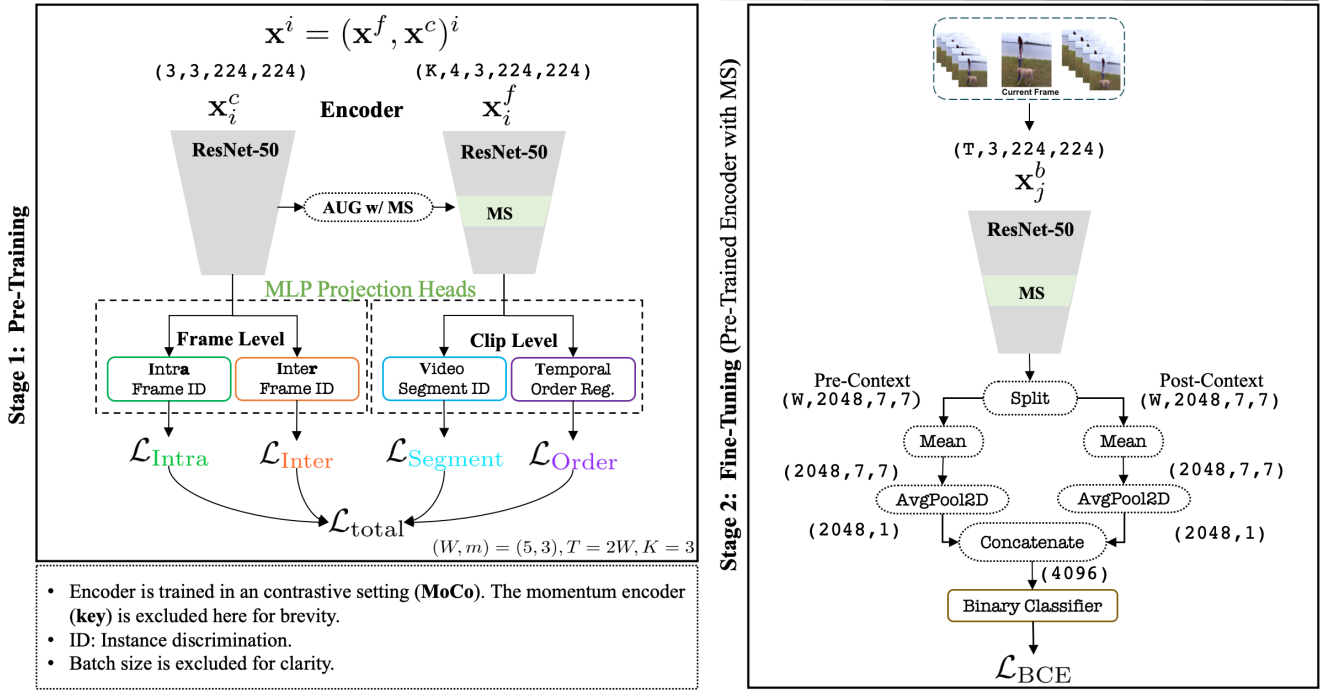 Stage 1: Pre-Training
x^i = (x^f, x^c)^i
(3,3,224,224)
(K,4,3,224,224)
x_i^c
Encoder
x_i^f
ResNet-50
ResNet-50
AUG w/ MS
MS
MLP Projection Heads
Frame Level
Clip Level
Intra
Frame ID
Inter
Frame ID
Video
Segment ID
Temporal
Order Reg.
ℒ_Intra
ℒ_Inter
ℒ_Segment
ℒ_Order
ℒ_total
(W, m) = (5, 3), T = 2W, K = 3
• Encoder is trained in an contrastive setting (MoCo). The momentum encoder
(key) is excluded here for brevity.
• ID: Instance discrimination.
• Batch size is excluded for clarity.
Stage 2: Fine-Tuning (Pre-Trained Encoder with MS)
Current Frame
(T,3,224,224)
x_j^b
ResNet-50
MS
Pre-Context
(W,2048,7,7)
Split
Post-Context
(W,2048,7,7)
Mean
Mean
(2048,7,7)
(2048,7,7)
AvgPool2D
AvgPool2D
(2048,1)
(2048,1)
Concatenate
(4096)
Binary Classifier
ℒ_BCE